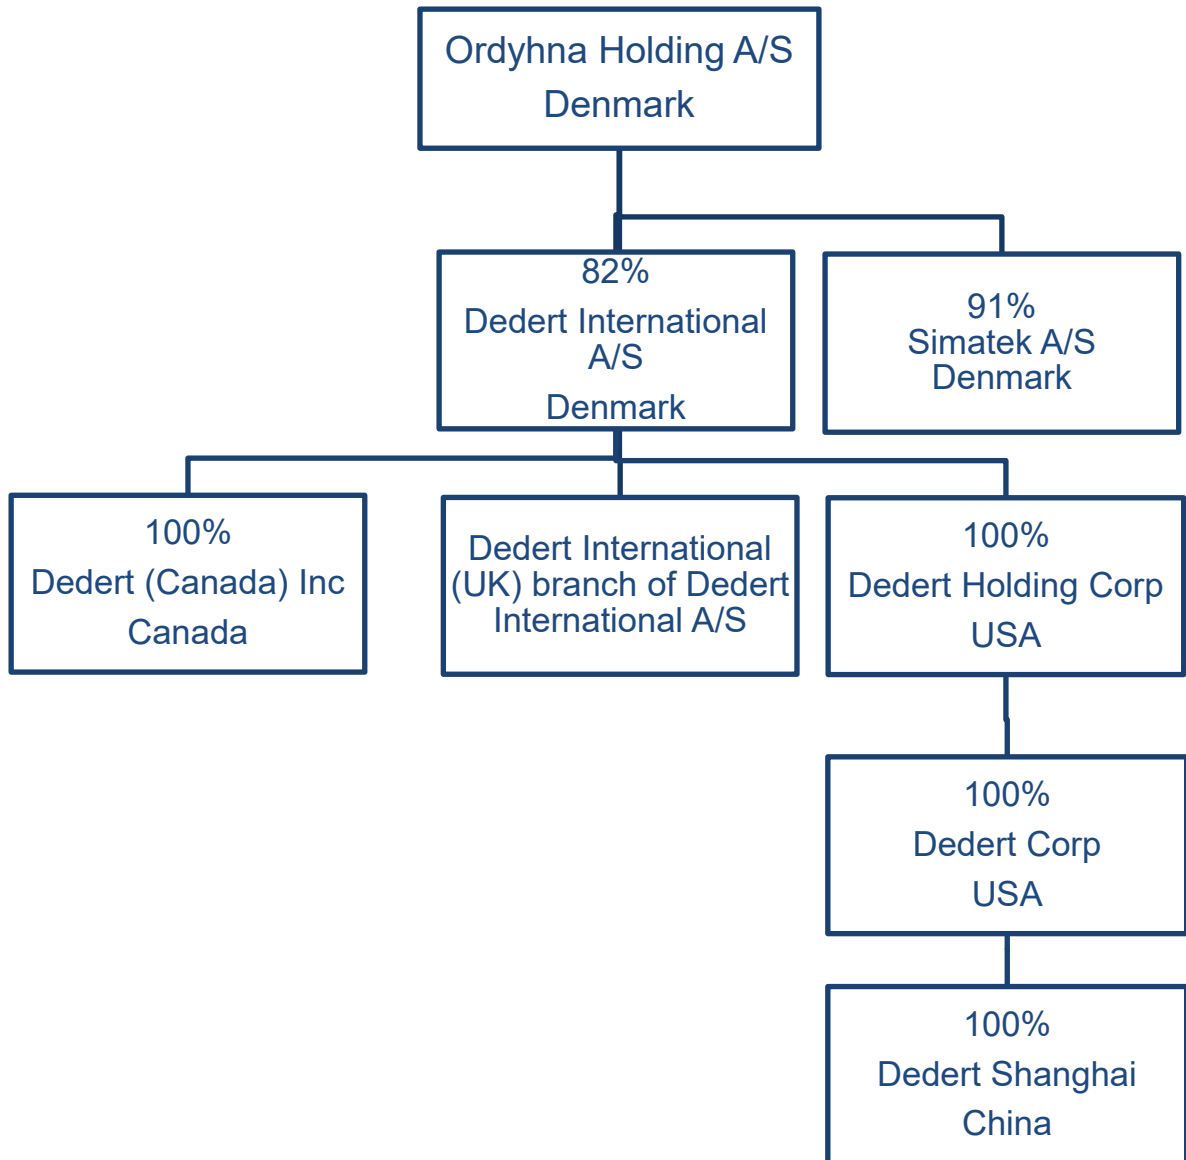 Ordyhna Holding A/S
Denmark
82%
Dedert International
A/S
Denmark
91%
Simatek A/S
Denmark
100%
Dedert (Canada) Inc
Canada
Dedert International
(UK) branch of Dedert
International A/S
100%
Dedert Holding Corp
USA
100%
Dedert Corp
USA
100%
Dedert Shanghai
China